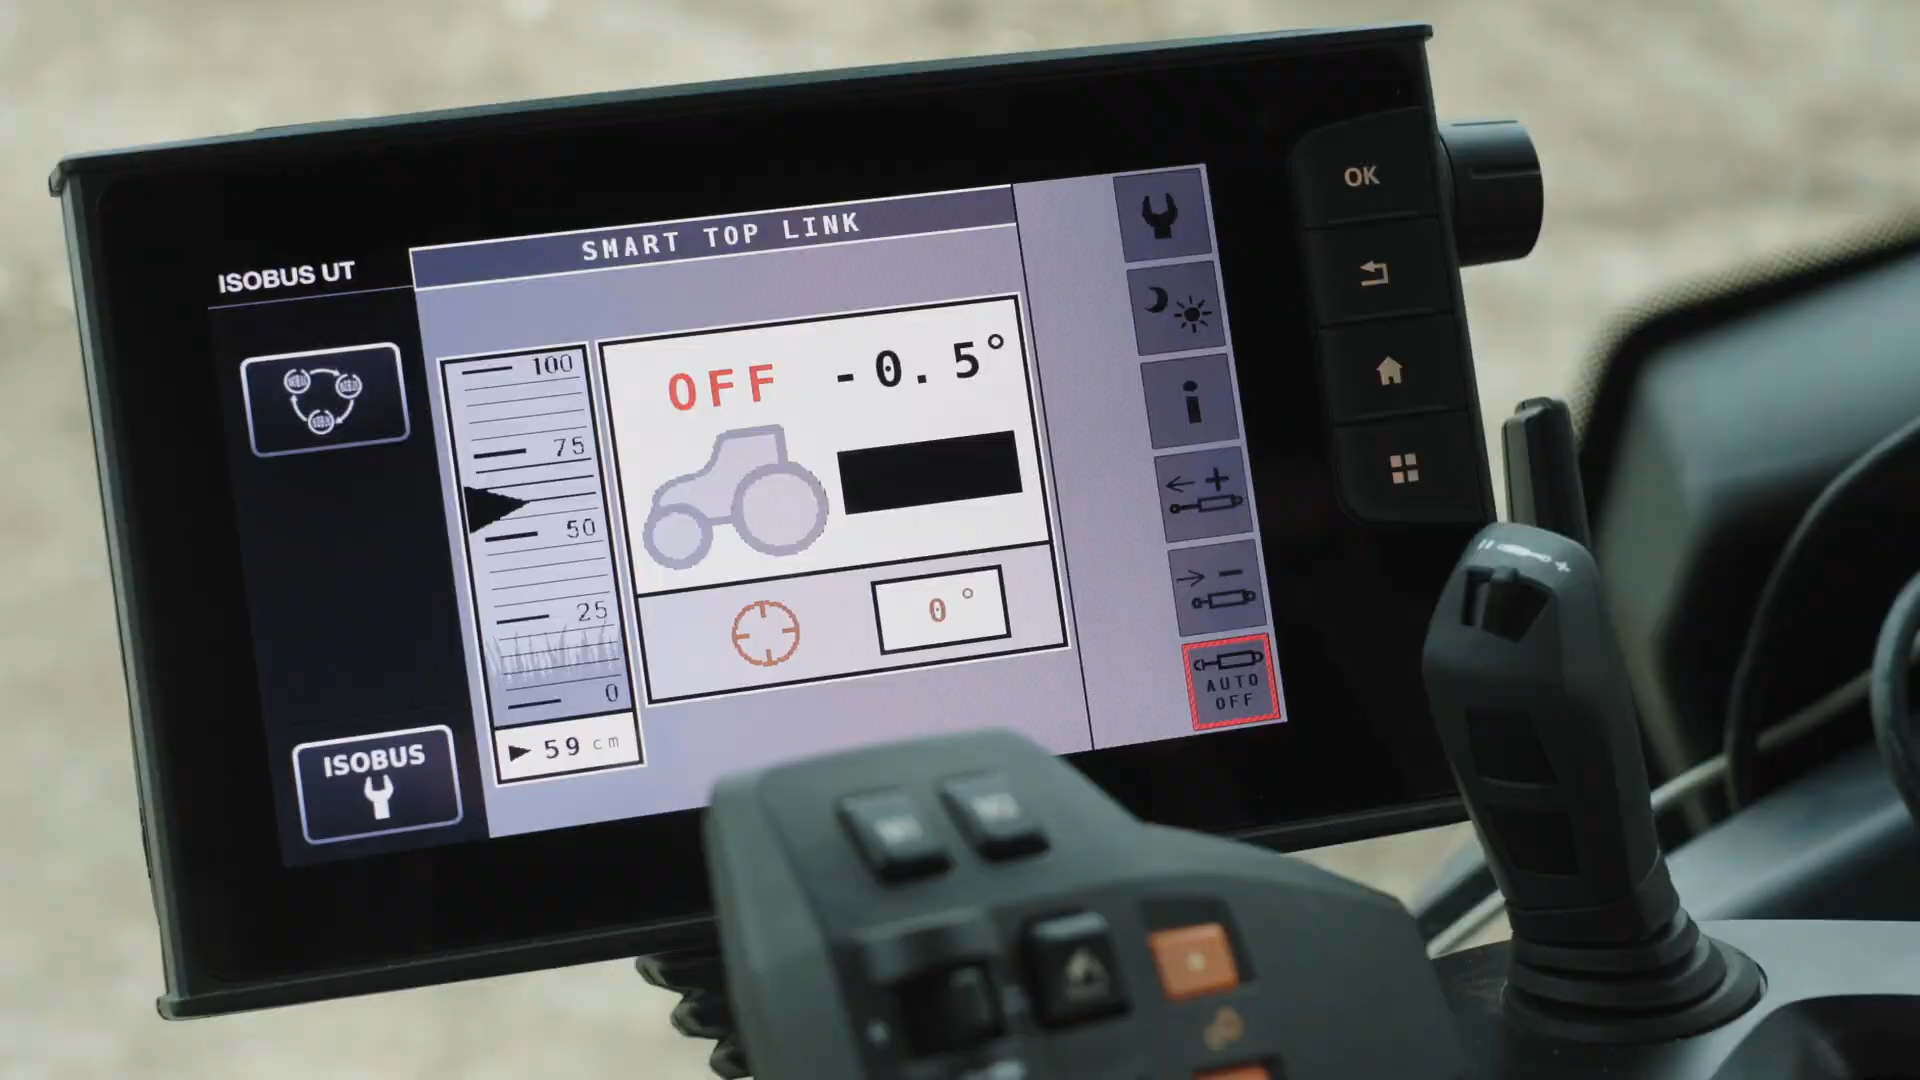 ISOBUS UT
SMART TOP LINK
100
75
50
25
0
59 cm
OFF -0.5°
0°
AUTO
OFF
ISOBUS
OK